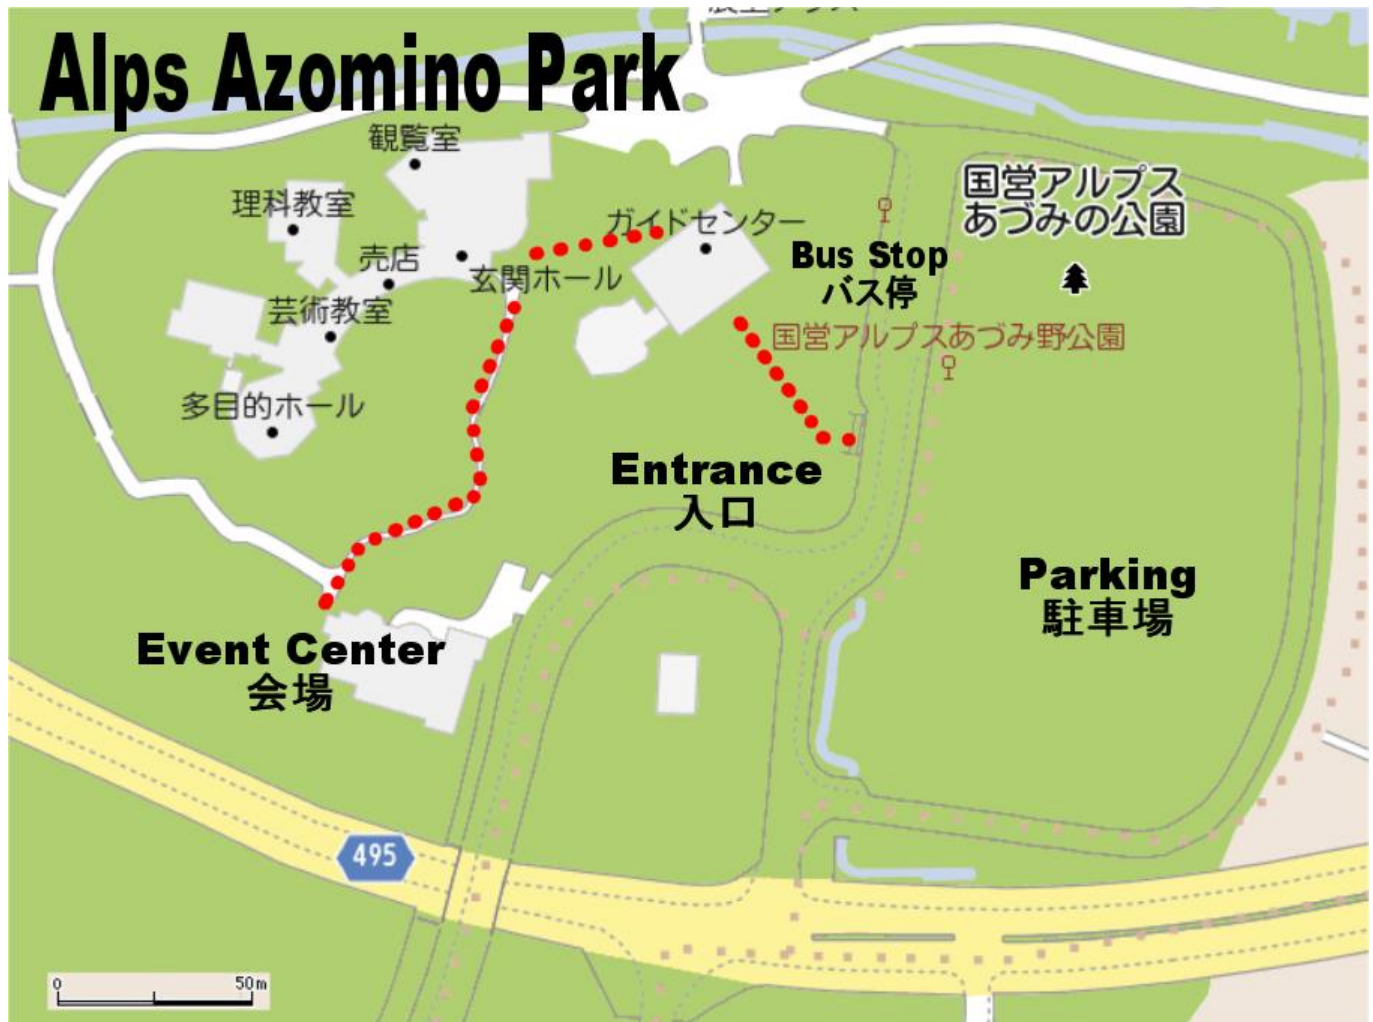 Alps Azomino Park
観覧室
理科教室
国営アルプス
あづみの公園
ガイドセンター
売店
玄関ホール
Bus Stop
バス停
芸術教室
国営アルプスあづみ野公園
多目的ホール
Entrance
入口
Parking
駐車場
Event Center
会場
495
0 50m